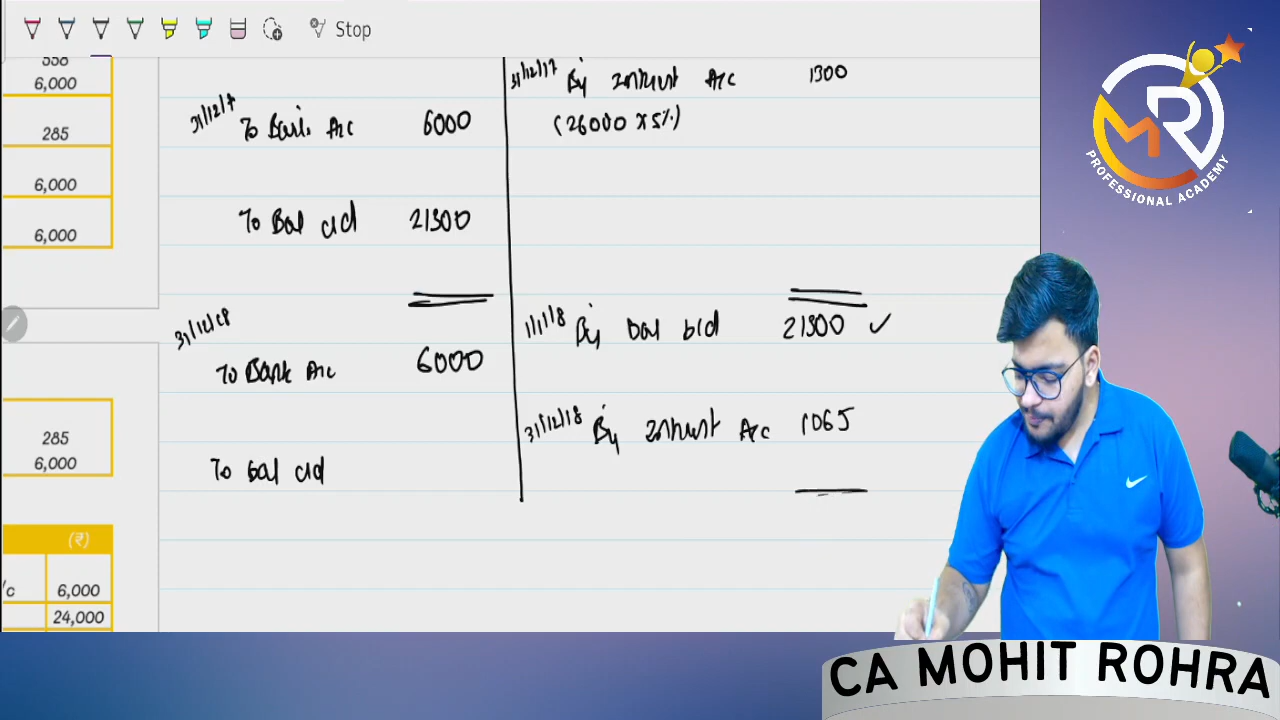 Stop
558
6,000
285
6,000
6,000
285
6,000
(₹)
/c 6,000
24,000
31/12/17 To Bank A/c 6000
To Bal c/d 21300
31/12/18
To Bank A/c 6000
To Bal c/d
31/12/17 By Interest A/c 1300
(26000 x 5%)
1/1/18 By bal b/d 21300 ✓
31/12/18 By Interest A/c 1065
MR
PROFESSIONAL ACADEMY
CA MOHIT ROHRA